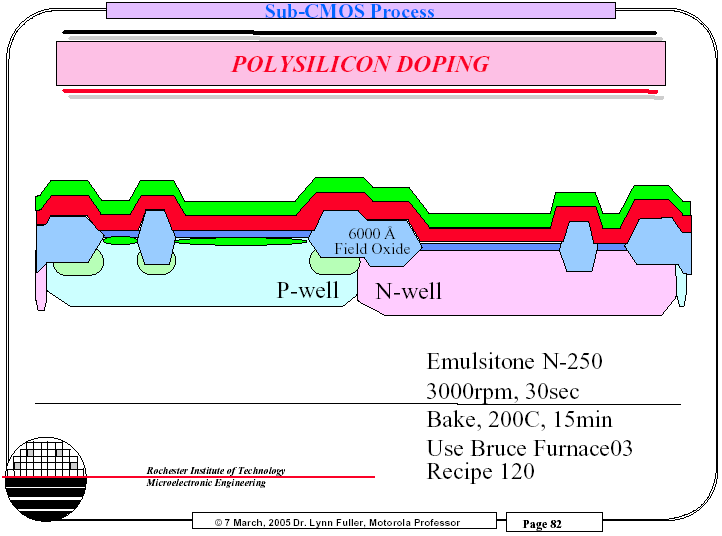 Sub-CMOS Process
POLYSILICON DOPING
6000 Å
Field Oxide
P-well
N-well
Emulsitone N-250
3000rpm, 30sec
Bake, 200C, 15min
Use Bruce Furnace03
Recipe 120
Rochester Institute of Technology
Microelectronic Engineering
© 7 March, 2005 Dr. Lynn Fuller, Motorola Professor
Page 82